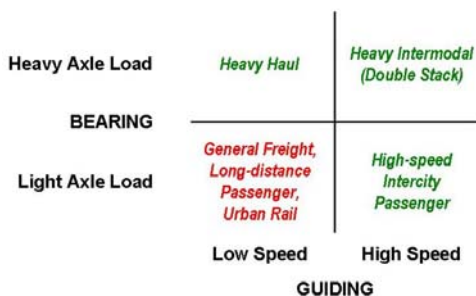 Heavy Axle Load
Heavy Haul
Heavy Intermodal
(Double Stack)
BEARING
Light Axle Load
General Freight,
Long-distance
Passenger,
Urban Rail
High-speed
Intercity
Passenger
Low Speed
High Speed
GUIDING